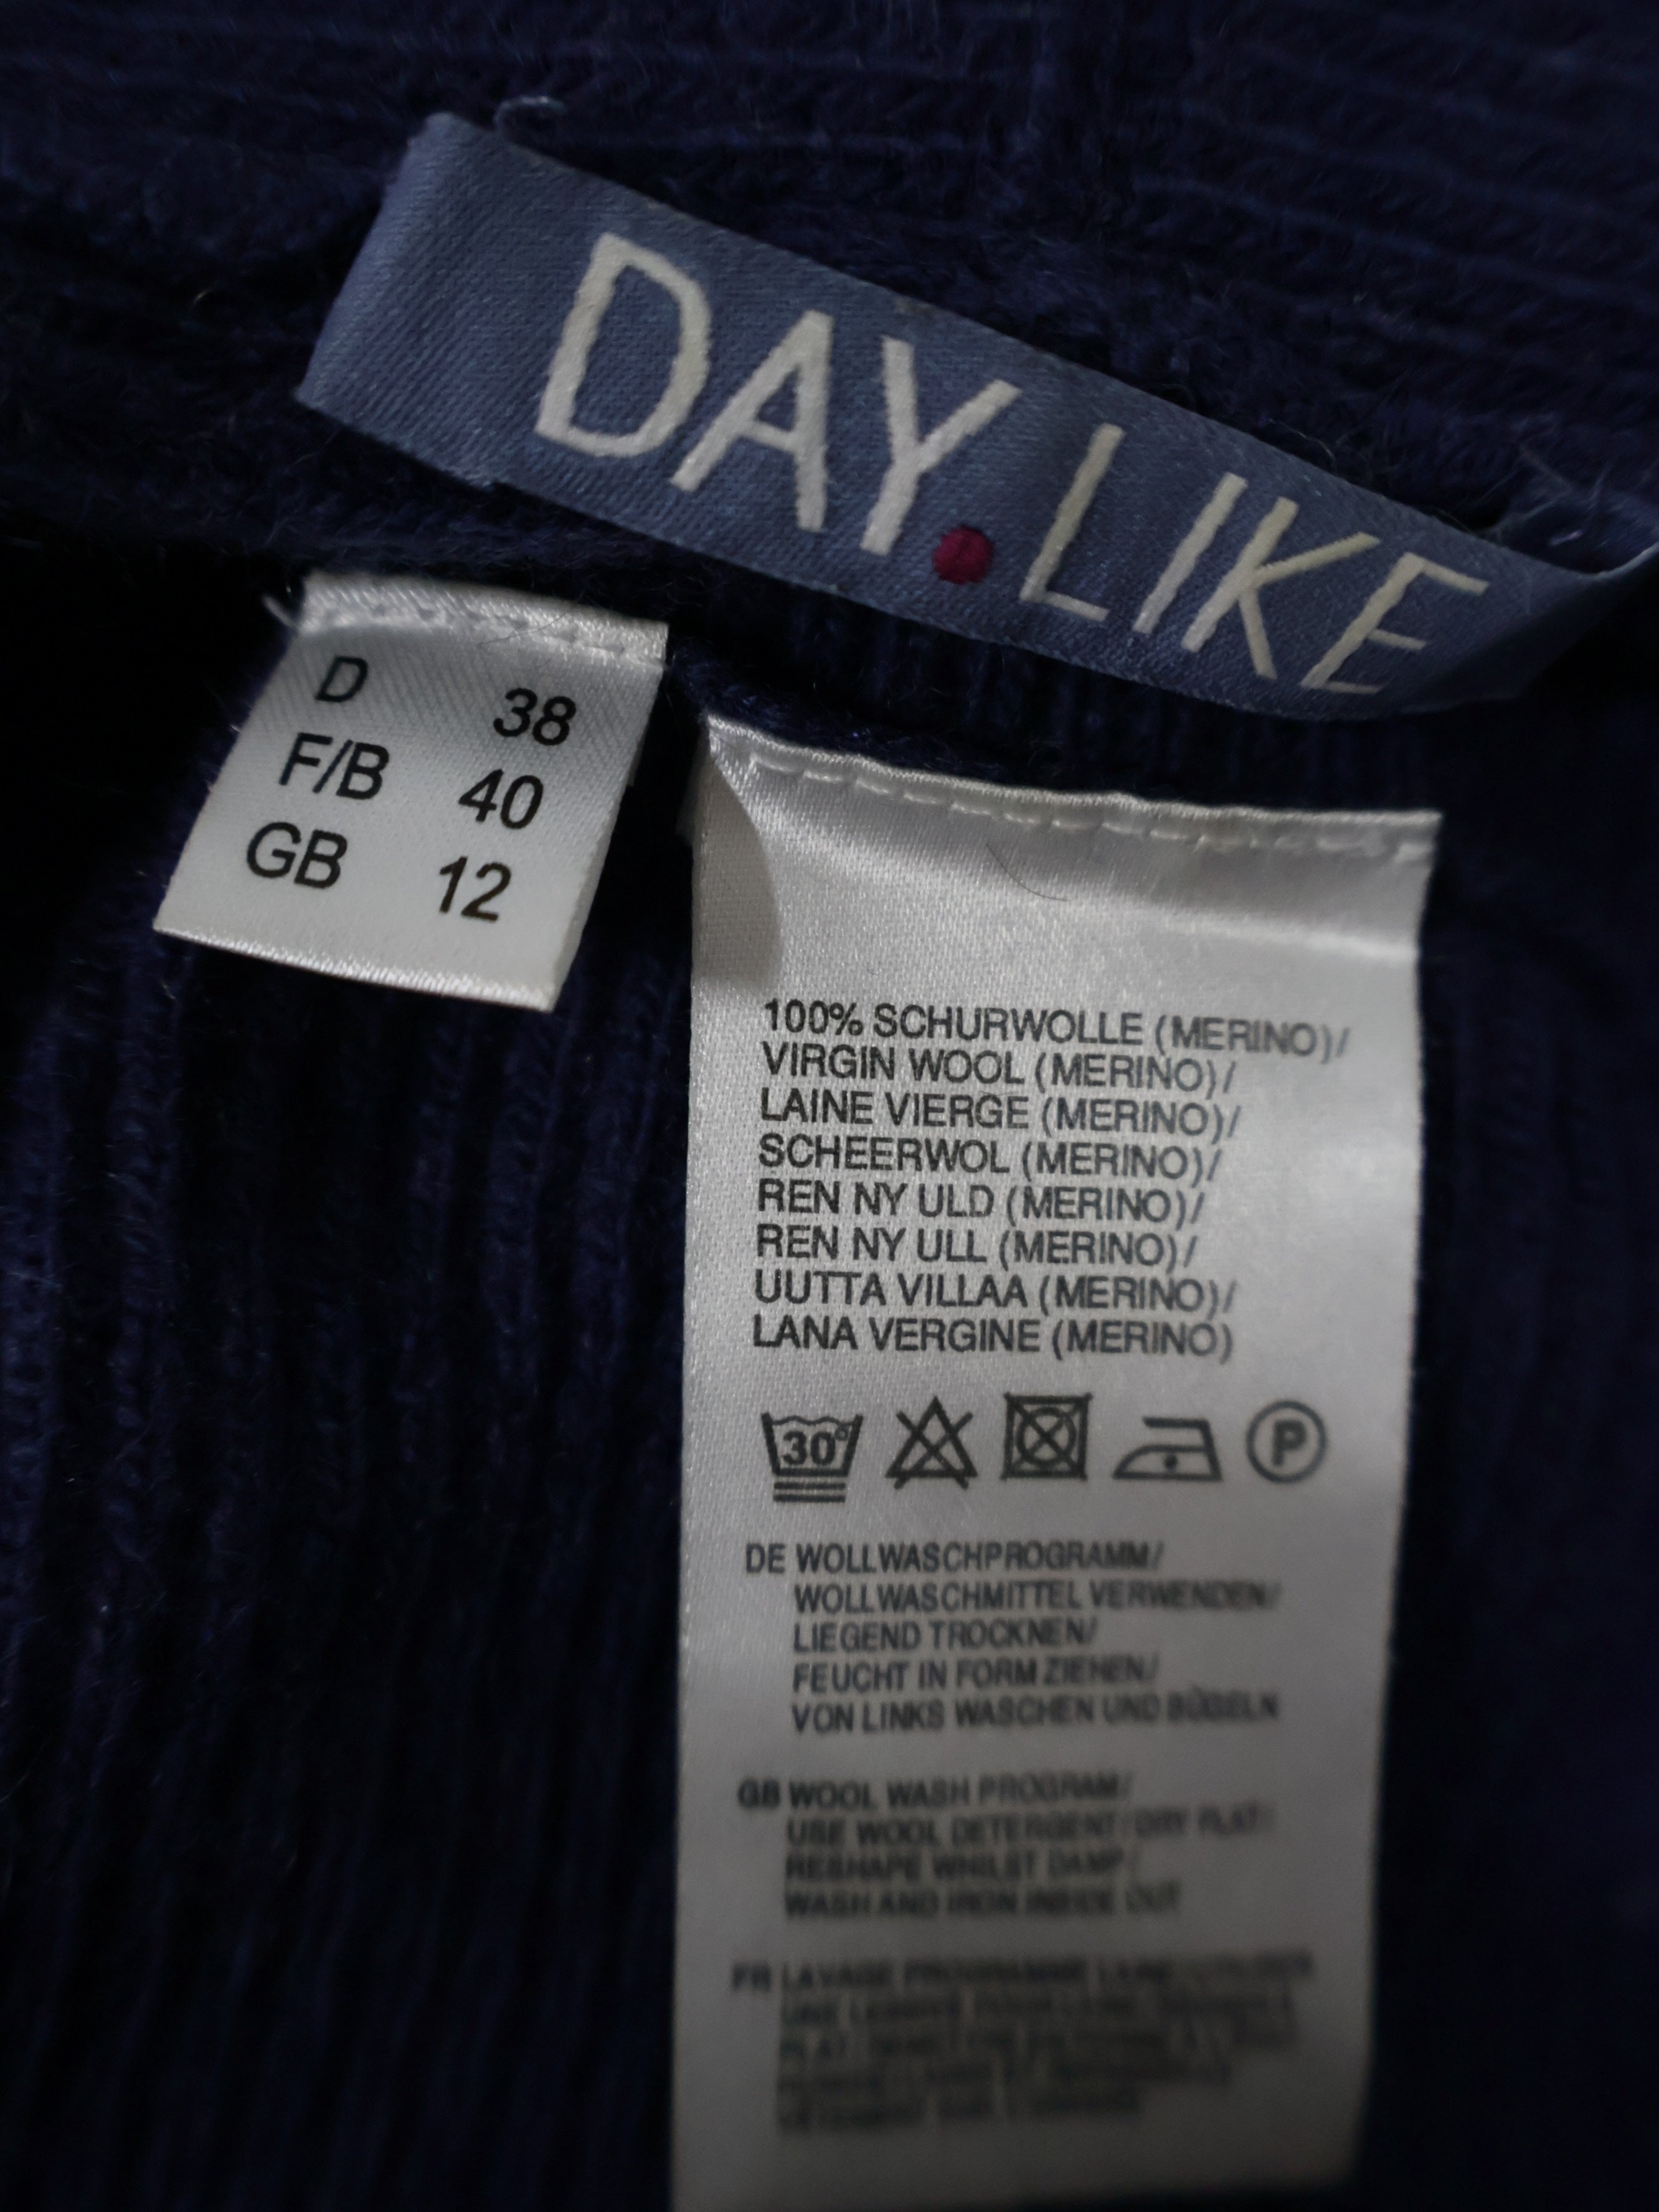 DAY.LIKE
D 38
F/B 40
GB 12
100% SCHURWOLLE (MERINO)/
VIRGIN WOOL (MERINO)/
LAINE VIERGE (MERINO)/
SCHEERWOL (MERINO)/
REN NY ULD (MERINO)/
REN NY ULL (MERINO)/
UUTTA VILLAA (MERINO)/
LANA VERGINE (MERINO)
30°
P
DE WOLLWASCHPROGRAMM/
WOLLWASCHMITTEL VERWENDEN/
LIEGEND TROCKNEN/
FEUCHT IN FORM ZIEHEN/
VON LINKS WASCHEN UND BÜGELN
GB WOOL WASH PROGRAM/
USE WOOL DETERGENT/DRY FLAT/
RESHAPE WHILST DAMP/
WASH AND IRON INSIDE OUT
FR LAVAGE PROGRAMME LAINE